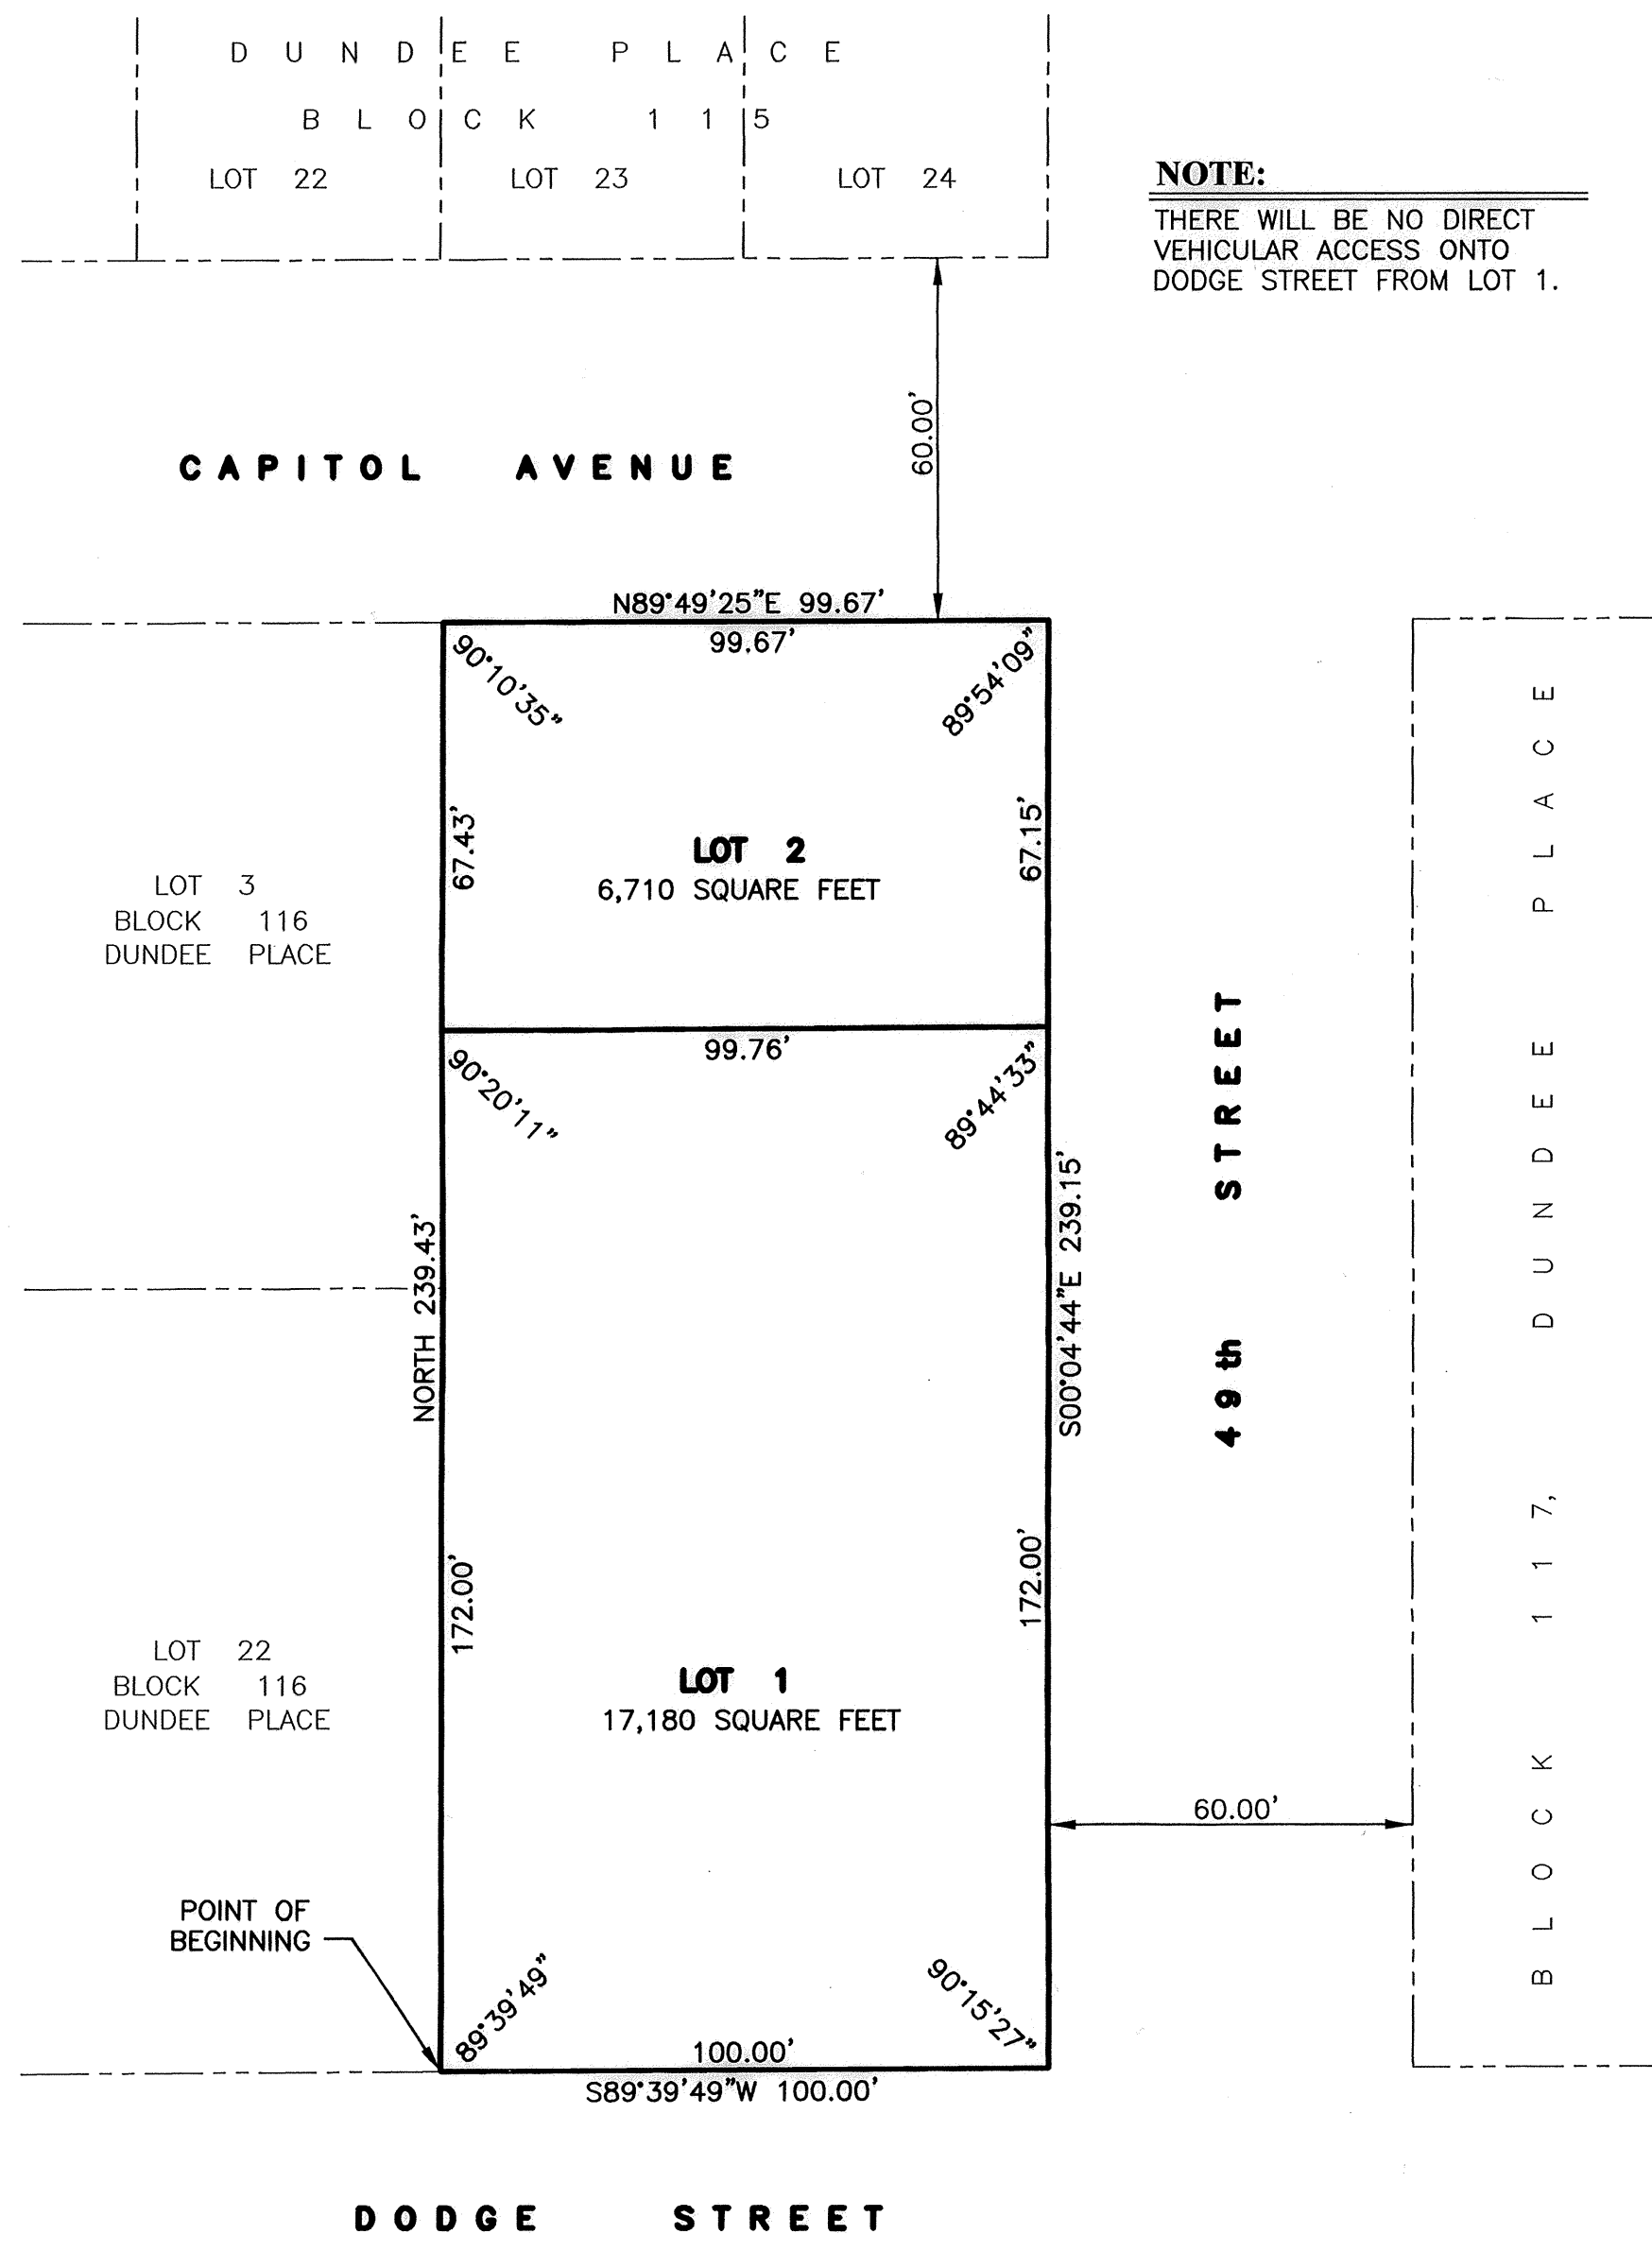 DUNDEE PLACE
BLOCK 115
LOT 22
LOT 23
LOT 24
NOTE:
THERE WILL BE NO DIRECT
VEHICULAR ACCESS ONTO
DODGE STREET FROM LOT 1.
60.00'
CAPITOL AVENUE
N89°49'25"E 99.67'
99.67'
90°10'35"
89°54'09"
67.43'
67.15'
LOT 2
6,710 SQUARE FEET
LOT 3
BLOCK 116
DUNDEE PLACE
99.76'
90°20'11"
89°44'33"
NORTH 239.43'
S00°04'44"E 239.15'
49th STREET
BLOCK 117, DUNDEE PLACE
172.00'
172.00'
LOT 22
BLOCK 116
DUNDEE PLACE
LOT 1
17,180 SQUARE FEET
60.00'
POINT OF
BEGINNING
89°39'49"
90°15'27"
100.00'
S89°39'49"W 100.00'
DODGE STREET